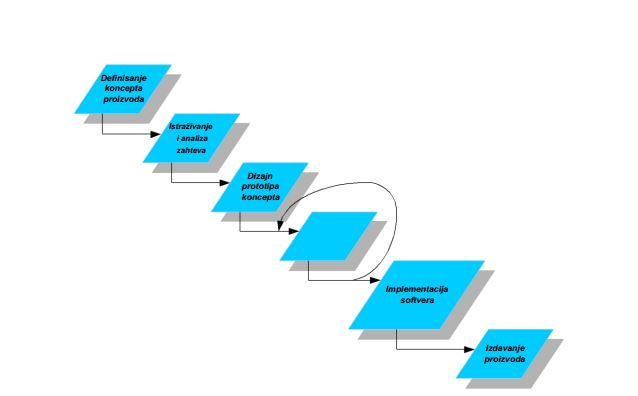 Definisanje
koncepta
proizvoda
Istraživanje
i analiza
zahteva
Dizajn
prototipa
koncepta
Implementacija
softvera
Izdavanje
proizvoda